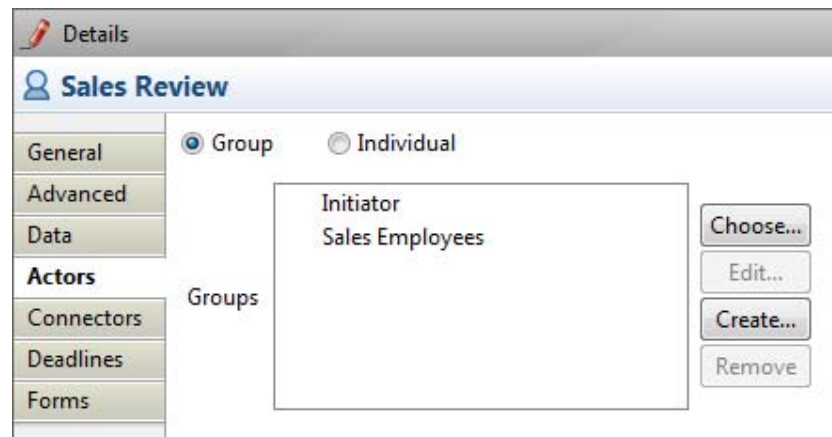 Details
Sales Review
General
Advanced
Data
Actors
Connectors
Deadlines
Forms
Group Individual
Groups
Initiator
Sales Employees
Choose...
Edit...
Create...
Remove